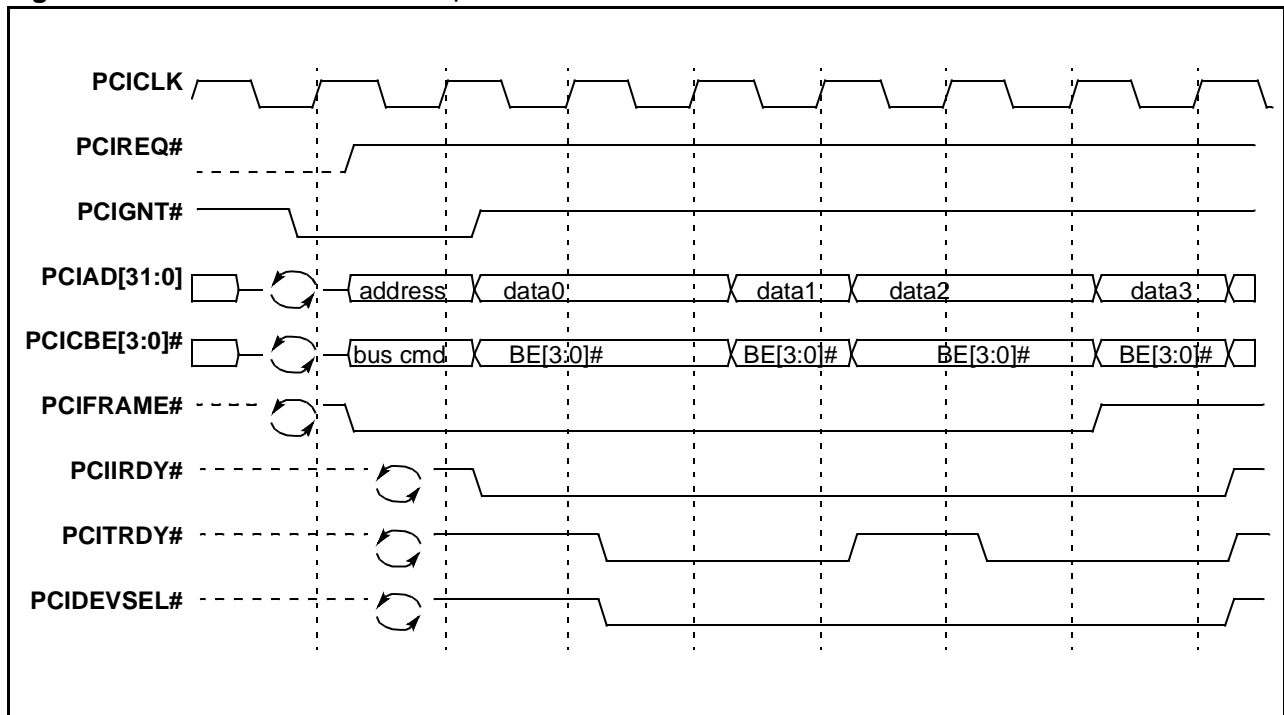 PCICLK
PCIREQ#
PCIGNT#
PCIAD[31:0] address data0 data1 data2 data3
PCICBE[3:0]# bus cmd BE[3:0]# BE[3:0]# BE[3:0]# BE[3:0]#
PCIFRAME#
PCIIRDY#
PCITRDY#
PCIDEVSEL#